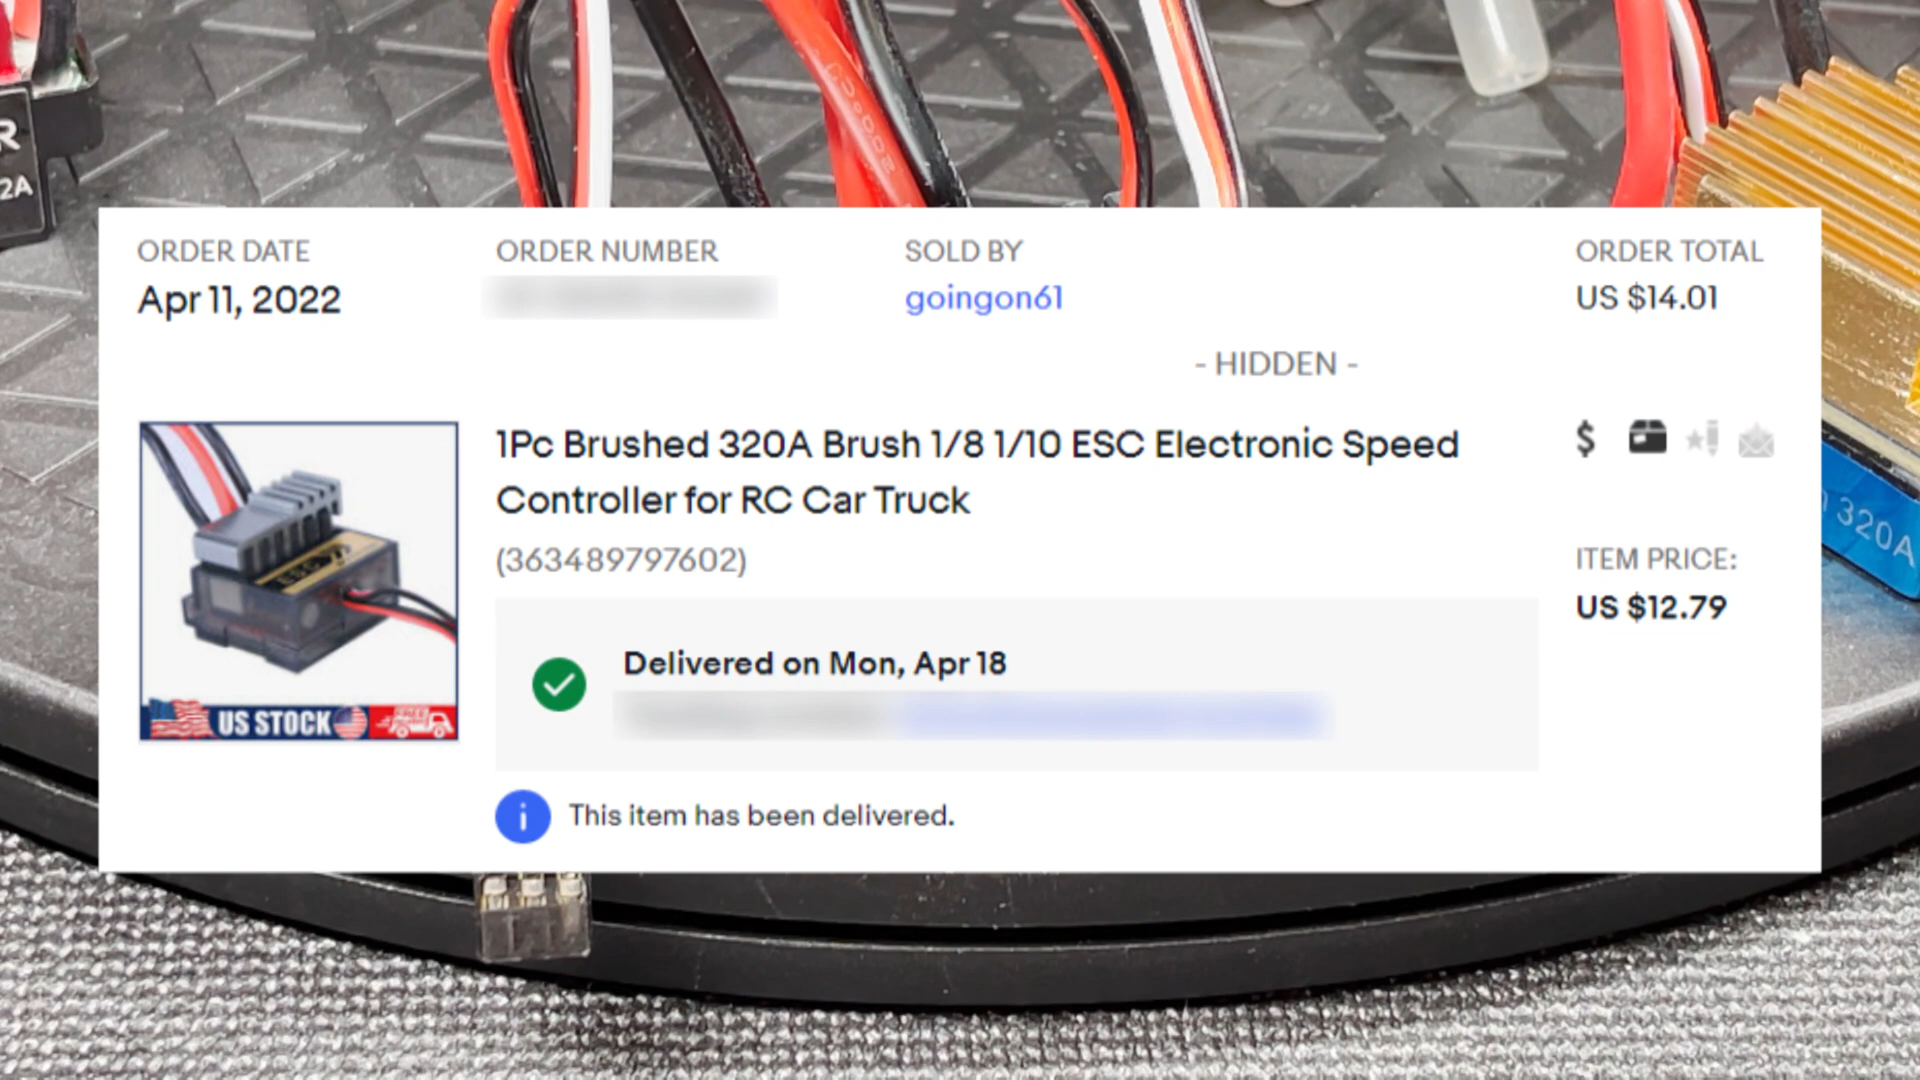 R
2A
ORDER DATE
Apr 11, 2022
ORDER NUMBER
SOLD BY
goingon61
ORDER TOTAL
US $14.01
- HIDDEN -
1Pc Brushed 320A Brush 1/8 1/10 ESC Electronic Speed
Controller for RC Car Truck
(363489797602)
ITEM PRICE:
US $12.79
Delivered on Mon, Apr 18
This item has been delivered.
ESC
US STOCK
FREE
320A